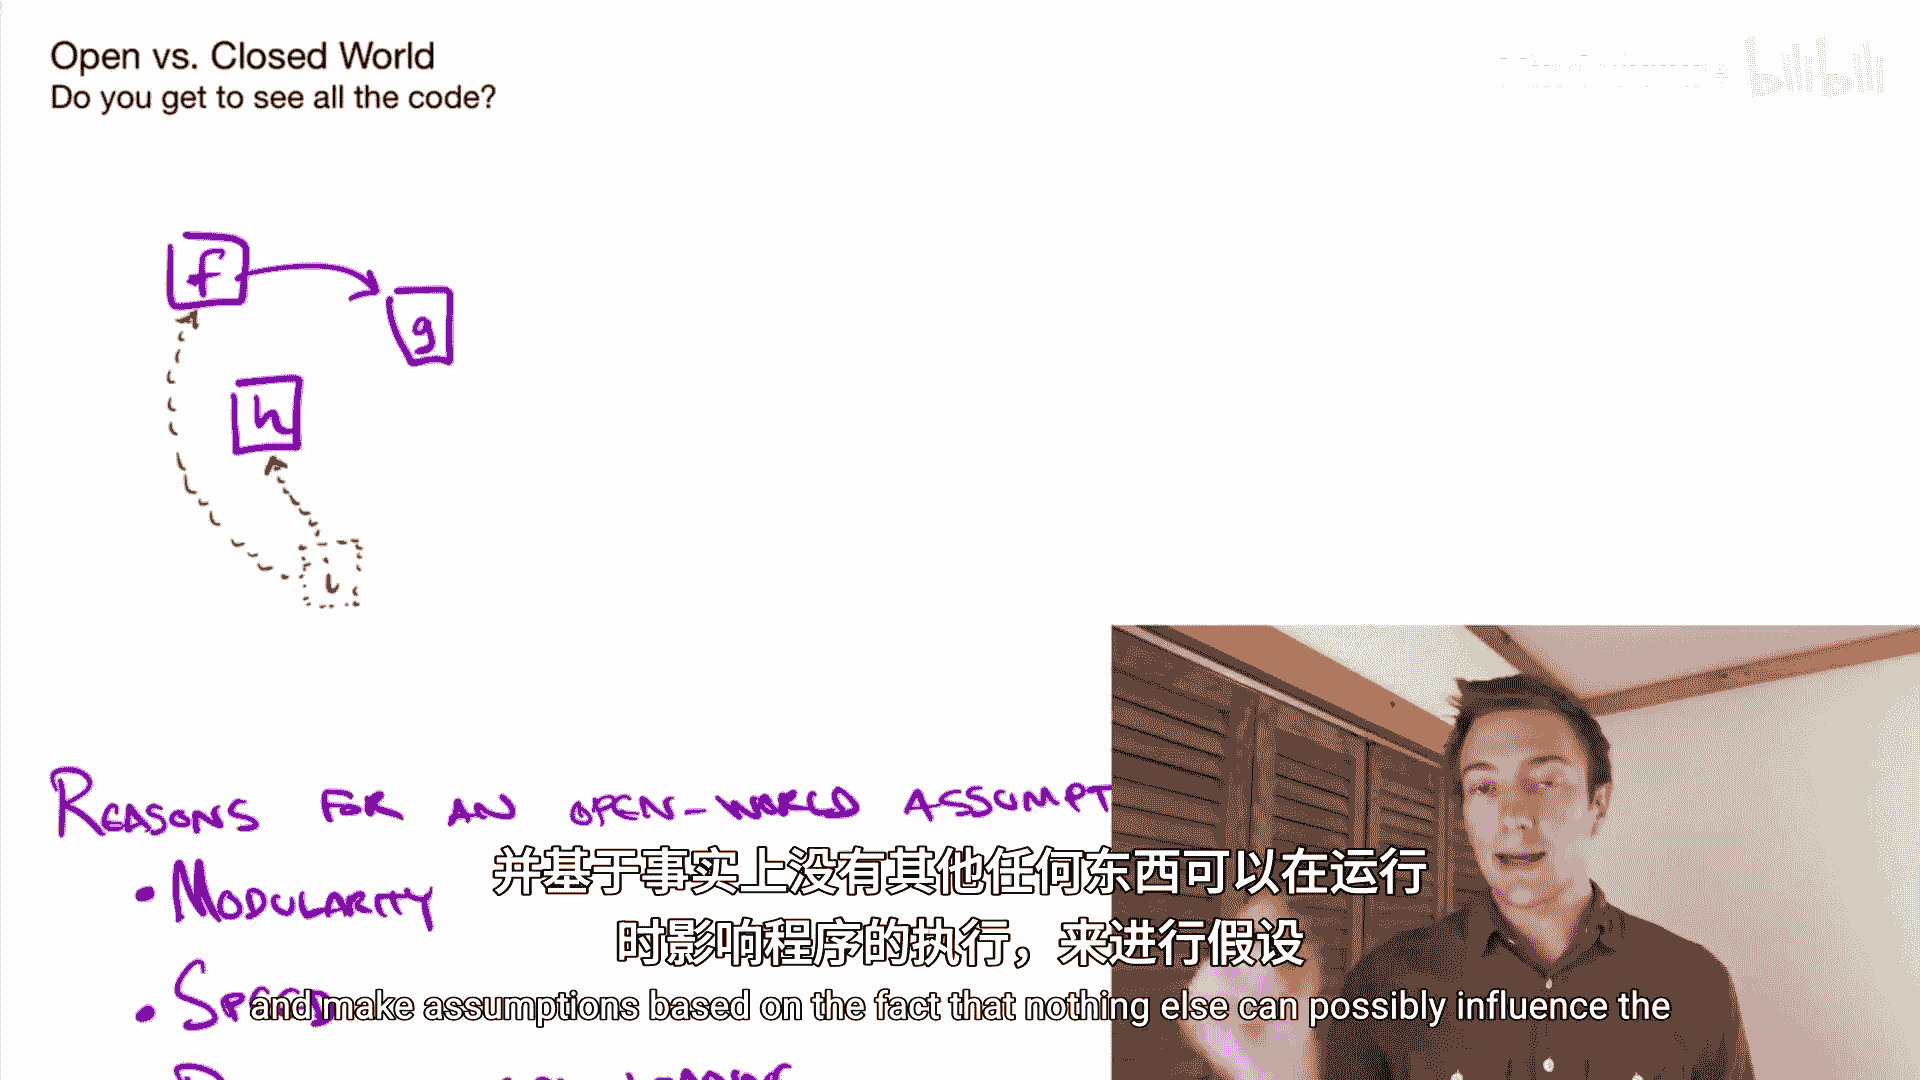 Open vs. Closed World
Do you get to see all the code?
bilibili
f
g
h
REASONS FOR AN OPEN-WORLD ASSUMPT
• MODULARITY
• SPEED
并基于事实上没有其他任何东西可以在运行
时影响程序的执行，来进行假设
and make assumptions based on the fact that nothing else can possibly influence the